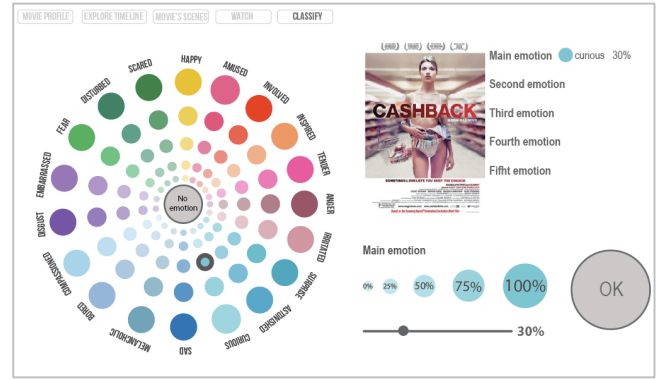 MOVIE PROFILE
EXPLORE TIMELINE
MOVIE'S SCENES
WATCH
CLASSIFY
HAPPY
AMUSED
INVOLVED
INSPIRED
TENDER
ANGER
IRRITATED
SURPRISE
ASTONISHED
CURIOUS
SAD
MELANCHOLIC
BORED
COMPASSIONED
DISGUST
EMBARRASSED
FEAR
DISTURBED
SCARED
No
emotion
CASHBACK
Main emotion curious 30%
Second emotion
Third emotion
Fourth emotion
Fifht emotion
Main emotion
0% 25% 50% 75% 100%
30%
OK